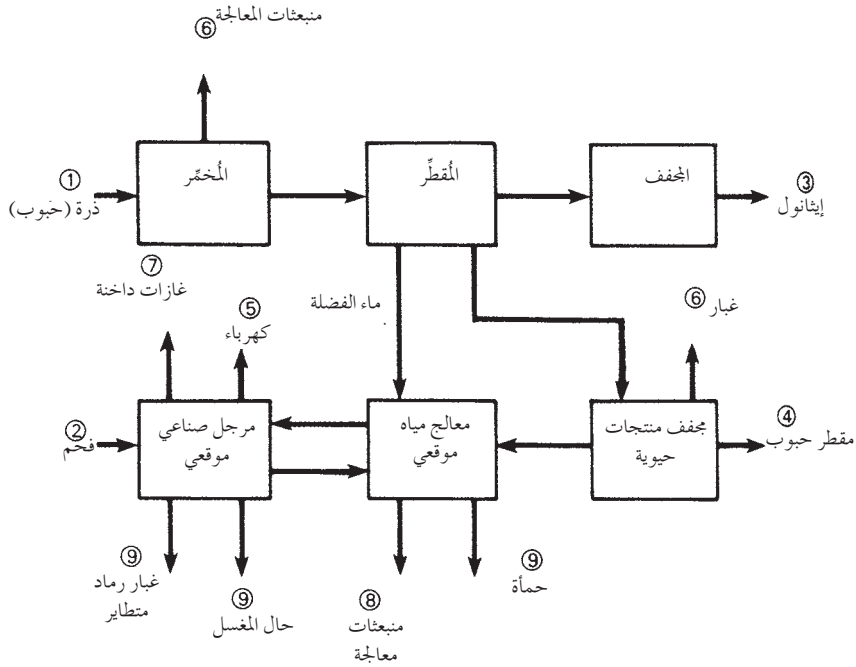 منبعثات المعالجة ⑥
① ذرة (حبوب)
المُخمِّر
المُقطِّر
المجفف
③ إيثانول
⑦ غازات داخنة
⑤ كهرباء
ماء الفضلة
غبار ⑥
② فحم
مرجل صناعي
موقعي
معالج مياه
موقعي
مجفف منتجات
حيوية
④ مقطر حبوب
⑨ غبار رماد
متطاير
⑨ حال المغسل
⑧ منبعثات
معالجة
⑨ حمأة